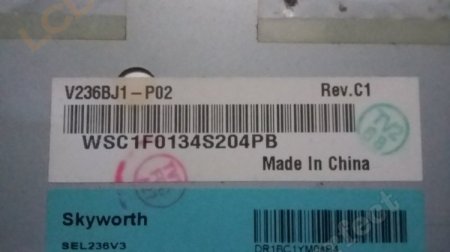 V236BJ1-P02 Rev.C1
WSC1F0134S204PB
Made In China
Skyworth
SEL236V3